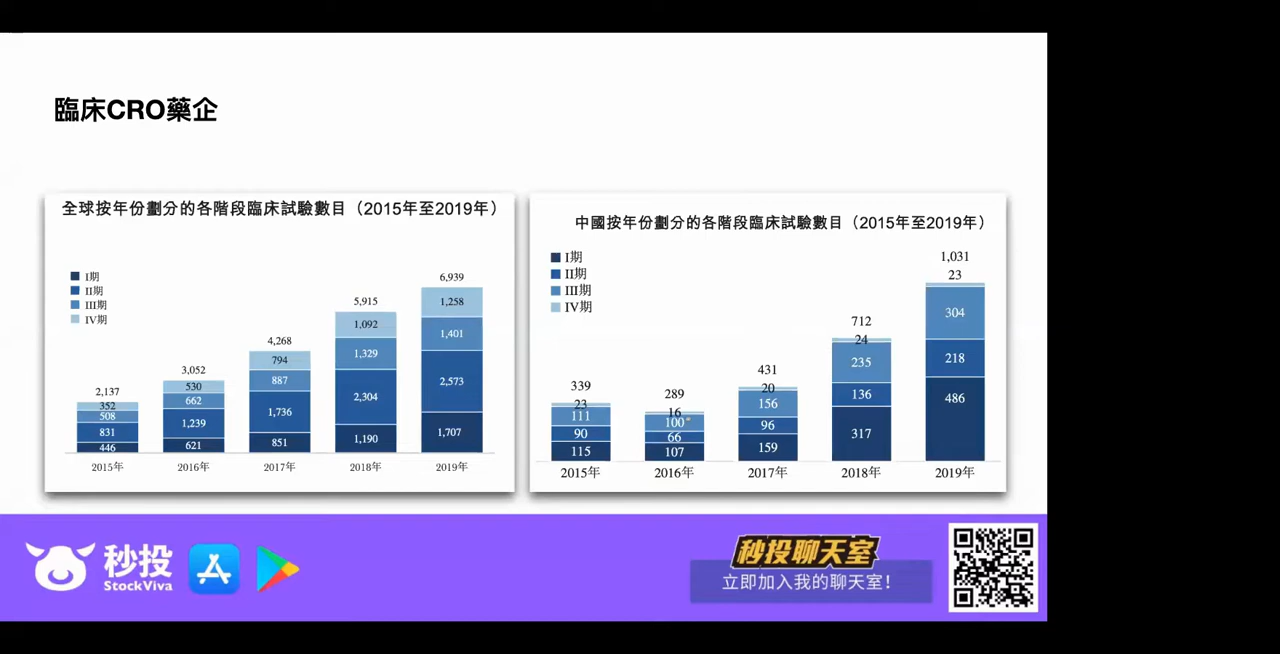 臨床CRO藥企
全球按年份劃分的各階段臨床試驗數目（2015年至2019年）
I期
II期
III期
IV期
2,137
352
508
831
446
3,052
530
662
1,239
621
4,268
794
887
1,736
851
5,915
1,092
1,329
2,304
1,190
6,939
1,258
1,401
2,573
1,707
2015年 2016年 2017年 2018年 2019年
中國按年份劃分的各階段臨床試驗數目（2015年至2019年）
I期
II期
III期
IV期
339
23
111
90
115
289
16
100
66
107
431
20
156
96
159
712
24
235
136
317
1,031
23
304
218
486
2015年 2016年 2017年 2018年 2019年
秒投
StockViva
秒投聊天室
立即加入我的聊天室！